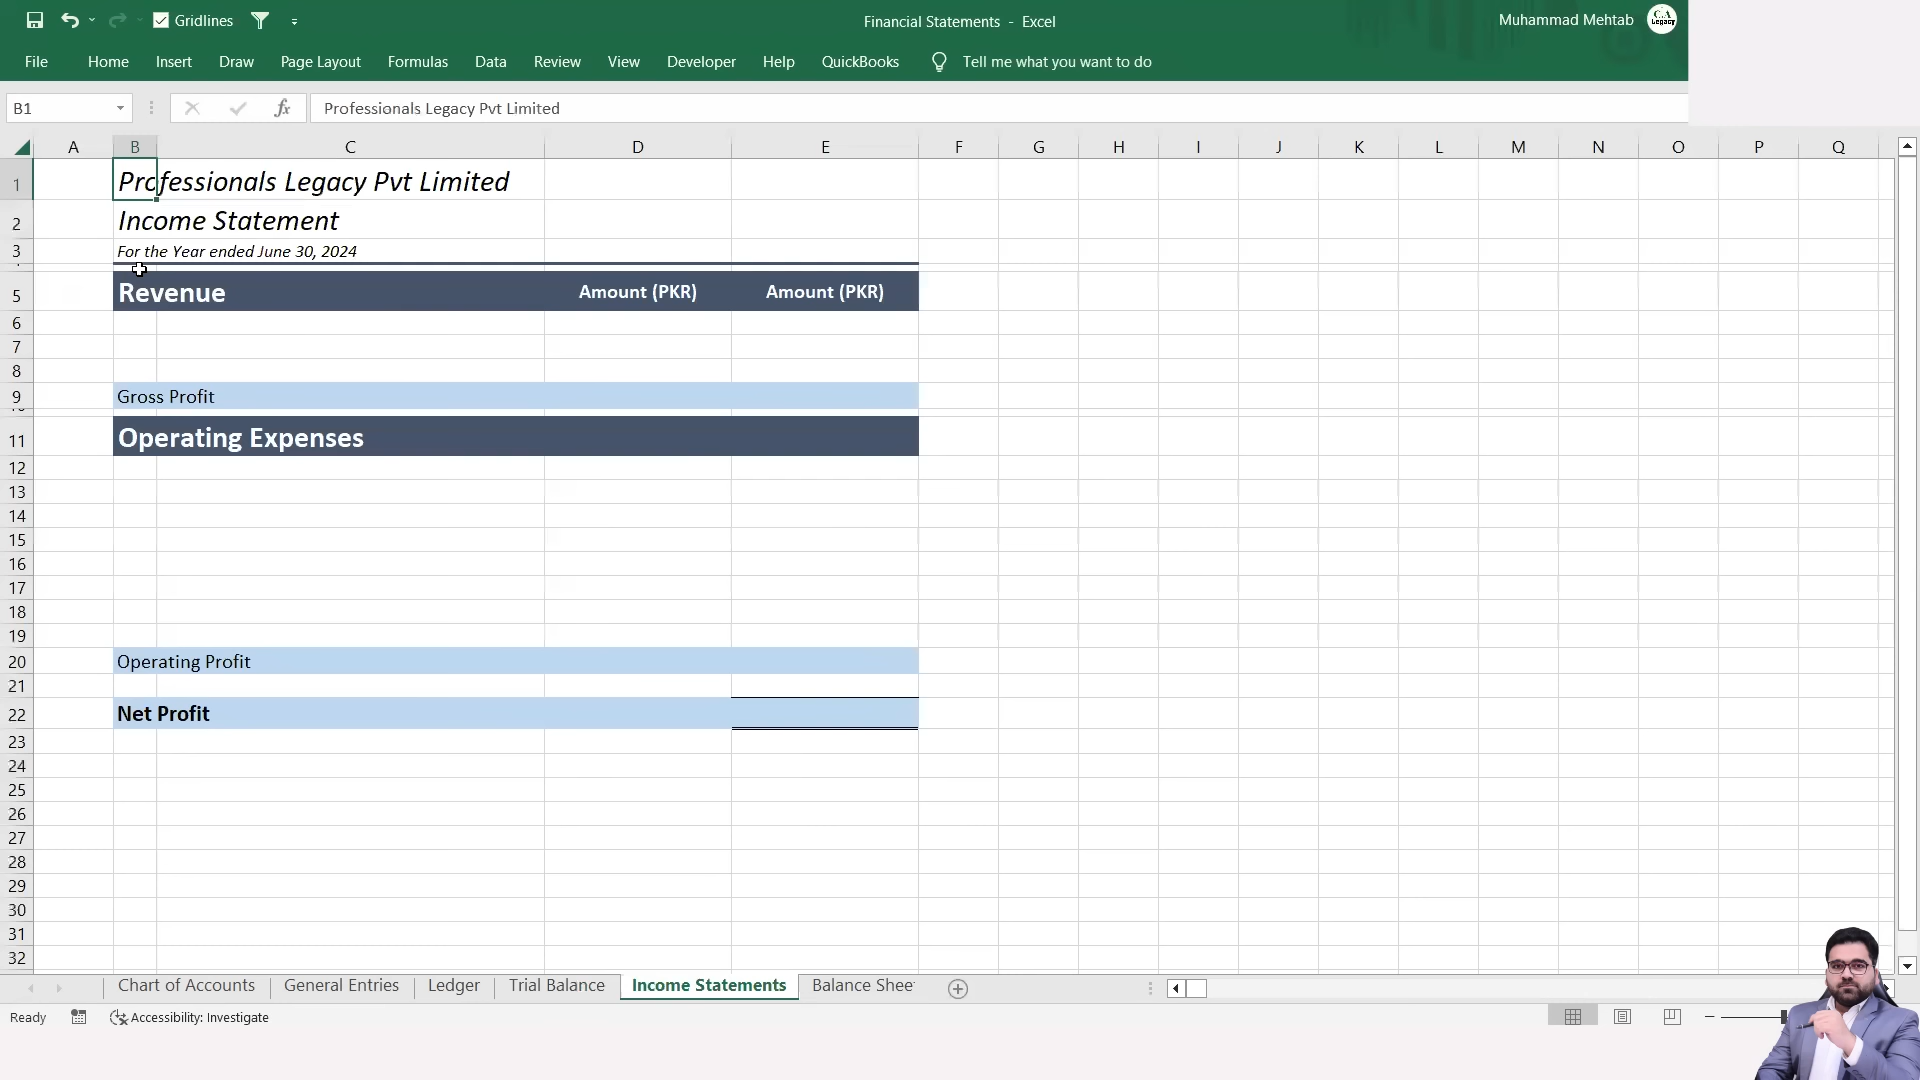 Gridlines
Financial Statements - Excel
Muhammad Mehtab
C.A
Legacy
File Home Insert Draw Page Layout Formulas Data Review View Developer Help QuickBooks Tell me what you want to do
B1 fx Professionals Legacy Pvt Limited
A B C D E F G H I J K L M N O P Q
1 Professionals Legacy Pvt Limited
2 Income Statement
3 For the Year ended June 30, 2024
5 Revenue Amount (PKR) Amount (PKR)
6
7
8
9 Gross Profit
11 Operating Expenses
12
13
14
15
16
17
18
19
20 Operating Profit
21
22 Net Profit
23
24
25
26
27
28
29
30
31
32
Chart of Accounts General Entries Ledger Trial Balance Income Statements Balance Shee
Ready Accessibility: Investigate